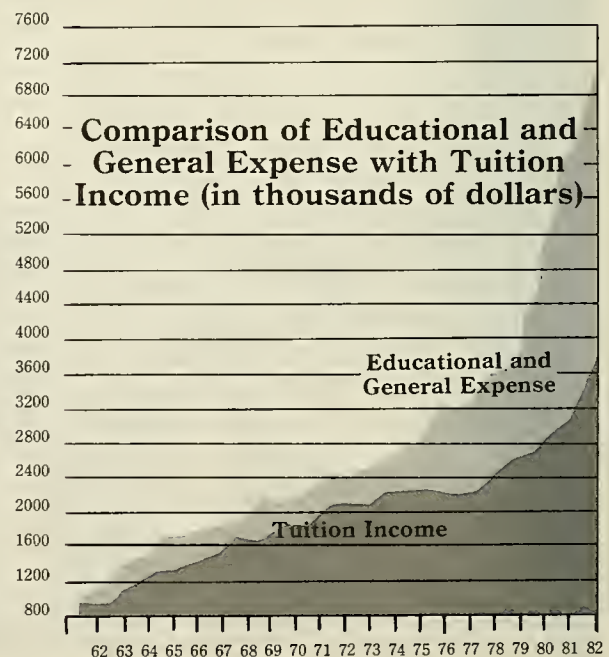 7600
7200
6800
6400
6000
5600
5200
4800
4400
4000
3600
3200
2800
2400
2000
1600
1200
800
Comparison of Educational and
General Expense with Tuition
Income (in thousands of dollars)
Educational and
General Expense
Tuition Income
62 63 64 65 66 67 68 69 70 71 72 73 74 75 76 77 78 79 80 81 82